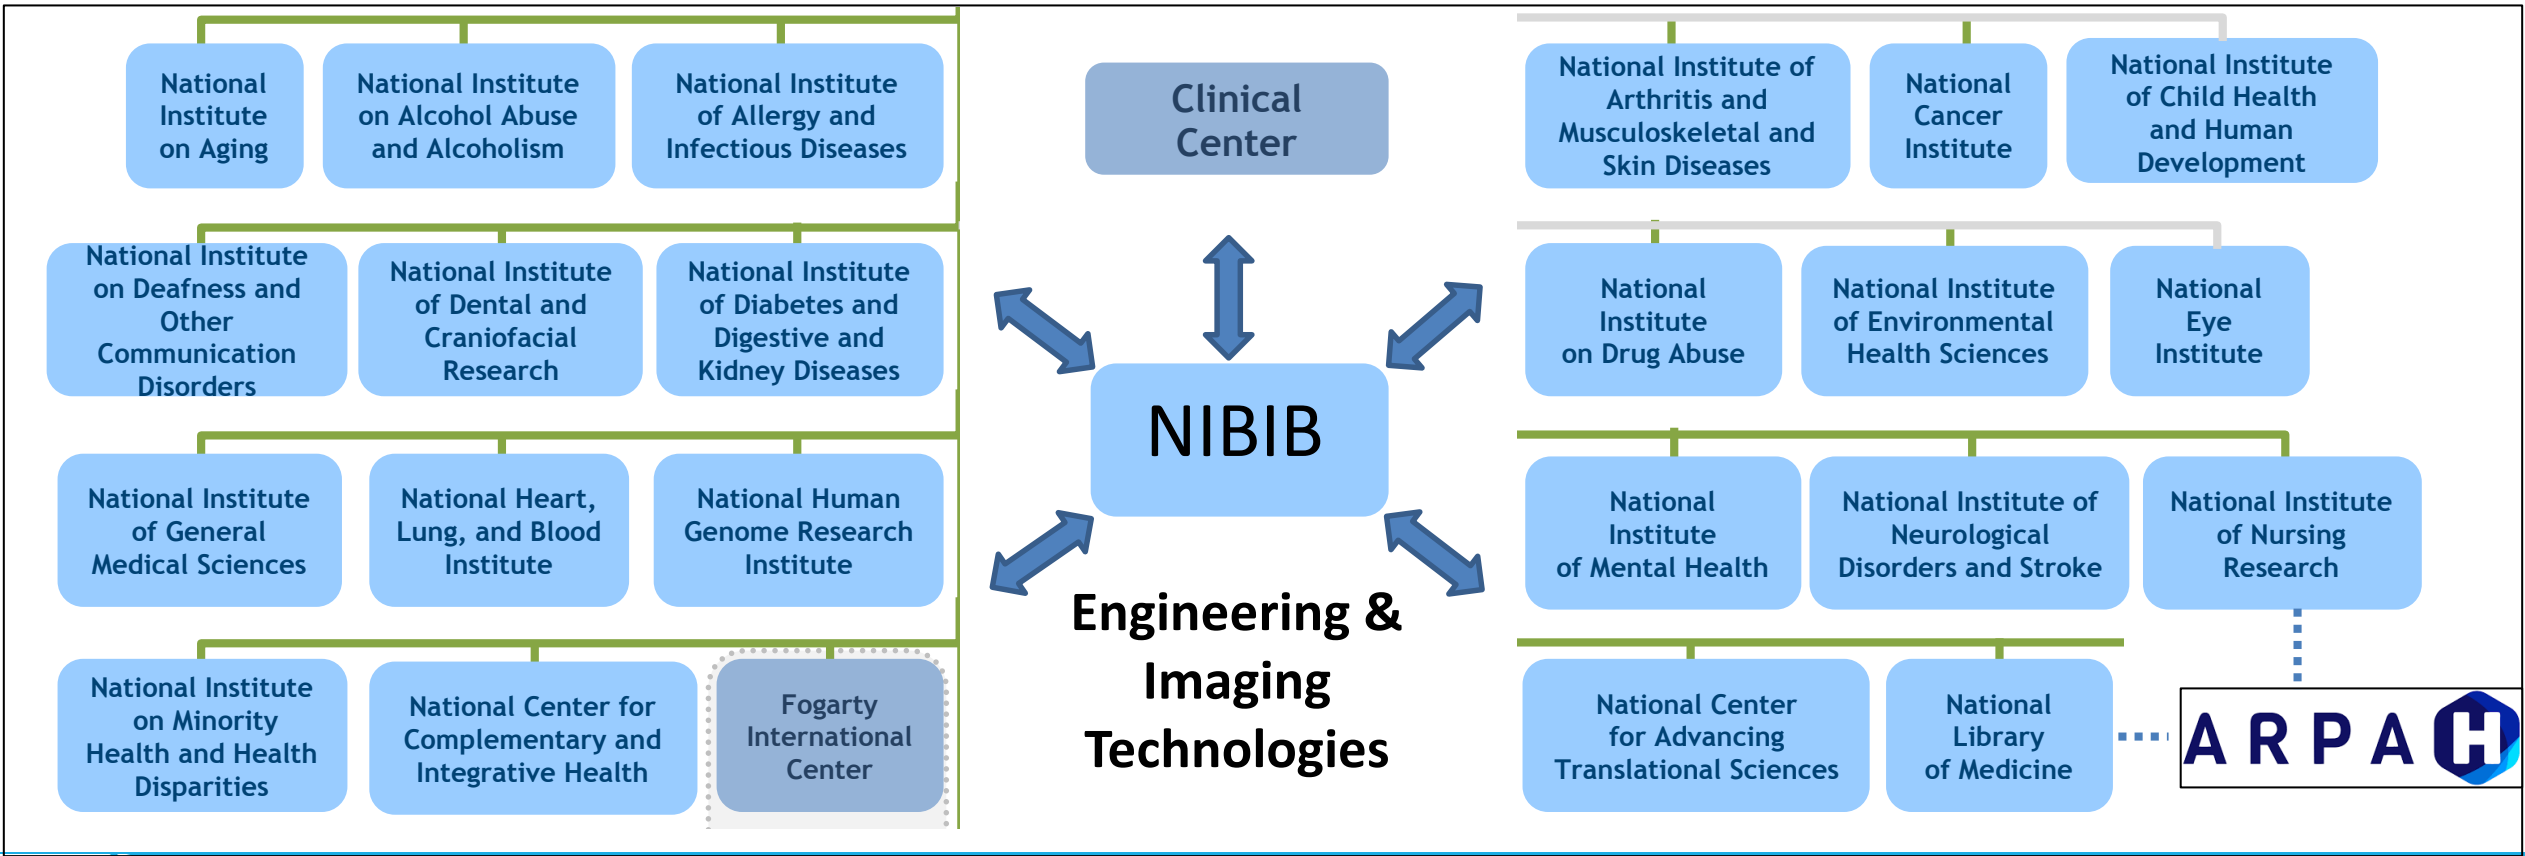 National
Institute
on Aging
National Institute
on Alcohol Abuse
and Alcoholism
National Institute
of Allergy and
Infectious Diseases
Clinical
Center
National Institute of
Arthritis and
Musculoskeletal and
Skin Diseases
National
Cancer
Institute
National Institute
of Child Health
and Human
Development
National Institute
on Deafness and
Other
Communication
Disorders
National Institute
of Dental and
Craniofacial
Research
National Institute
of Diabetes and
Digestive and
Kidney Diseases
NIBIB
National
Institute
on Drug Abuse
National Institute
of Environmental
Health Sciences
National
Eye
Institute
National Institute
of General
Medical Sciences
National Heart,
Lung, and Blood
Institute
National Human
Genome Research
Institute
Engineering &
Imaging
Technologies
National
Institute
of Mental Health
National Institute of
Neurological
Disorders and Stroke
National Institute
of Nursing
Research
National Institute
on Minority
Health and Health
Disparities
National Center for
Complementary and
Integrative Health
Fogarty
International
Center
National Center
for Advancing
Translational Sciences
National
Library
of Medicine
ARPA H